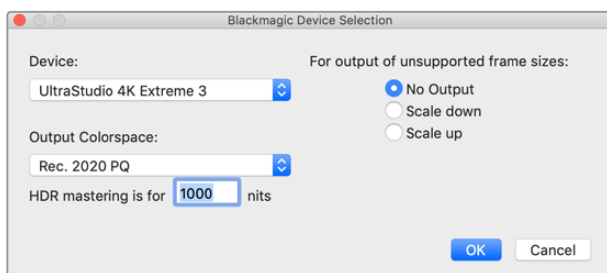 Blackmagic Device Selection
Device:
UltraStudio 4K Extreme 3
Output Colorspace:
Rec. 2020 PQ
HDR mastering is for 1000 nits
For output of unsupported frame sizes:
No Output
Scale down
Scale up
OK
Cancel